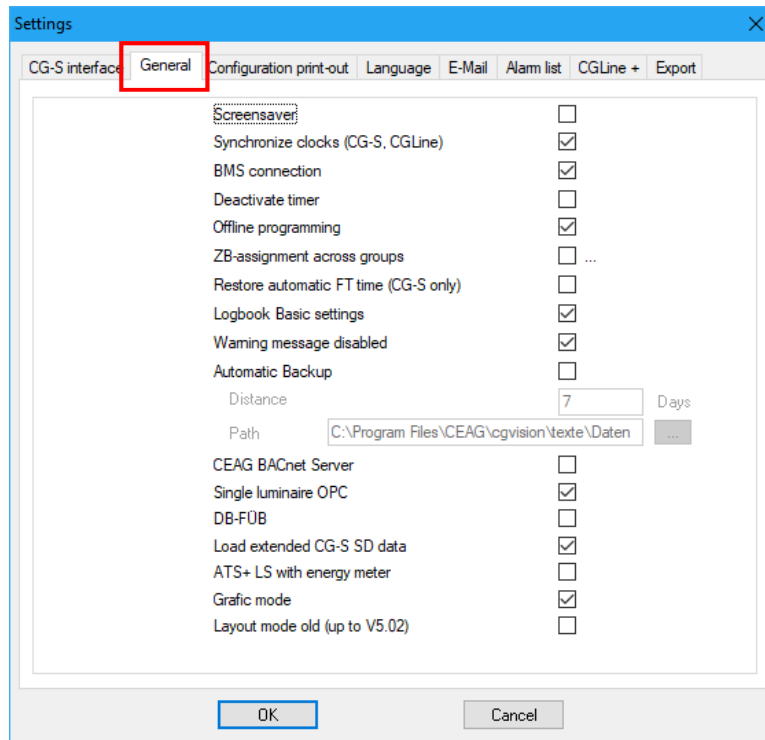 Settings
CG-S interface General Configuration print-out Language E-Mail Alarm list CGLine + Export
Screensaver
Synchronize clocks (CG-S, CGLine)
BMS connection
Deactivate timer
Offline programming
ZB-assignment across groups ...
Restore automatic FT time (CG-S only)
Logbook Basic settings
Warning message disabled
Automatic Backup
Distance 7 Days
Path C:\Program Files\CEAG\cgvision\texte\Daten ...
CEAG BACnet Server
Single luminaire OPC
DB-FÜB
Load extended CG-S SD data
ATS+ LS with energy meter
Grafic mode
Layout mode old (up to V5.02)
OK Cancel